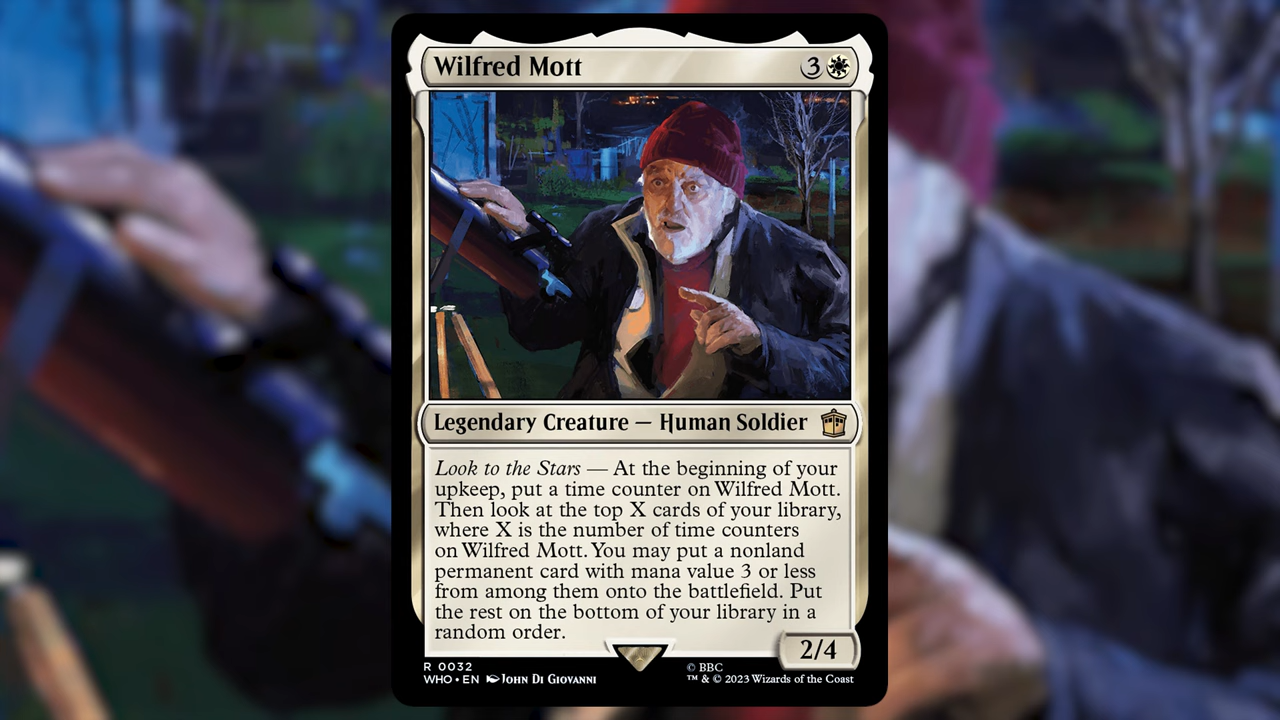 Wilfred Mott 3
Legendary Creature — Human Soldier
Look to the Stars — At the beginning of your
upkeep, put a time counter on Wilfred Mott.
Then look at the top X cards of your library,
where X is the number of time counters
on Wilfred Mott. You may put a nonland
permanent card with mana value 3 or less
from among them onto the battlefield. Put
the rest on the bottom of your library in a
random order.
2/4
R 0032
WHO • EN John Di Giovanni
© BBC
™ & © 2023 Wizards of the Coast